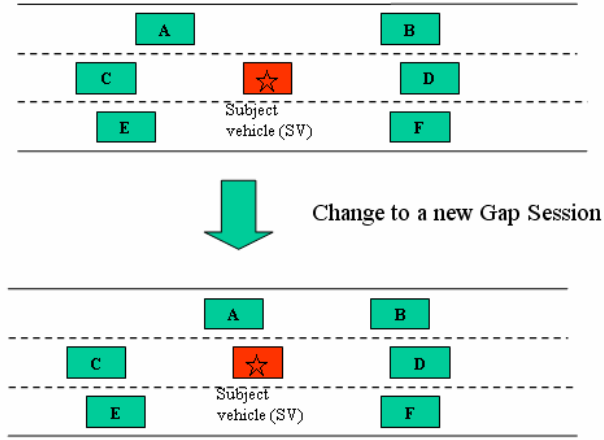 A B
C D
Subject
vehicle (SV)
E F
Change to a new Gap Session
A B
C D
Subject
vehicle (SV)
E F